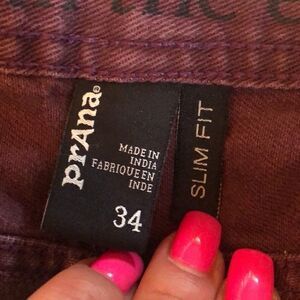 prAna
MADE IN
INDIA
FABRIQUE EN
INDE
34
SLIM FIT